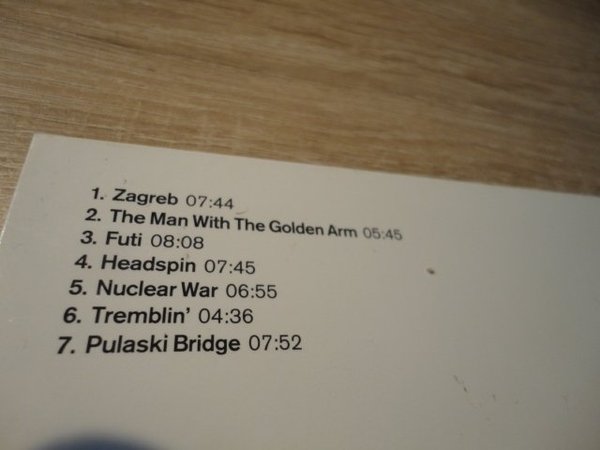 1. Zagreb 07:44
2. The Man With The Golden Arm 05:45
3. Futi 08:08
4. Headspin 07:45
5. Nuclear War 06:55
6. Tremblin' 04:36
7. Pulaski Bridge 07:52